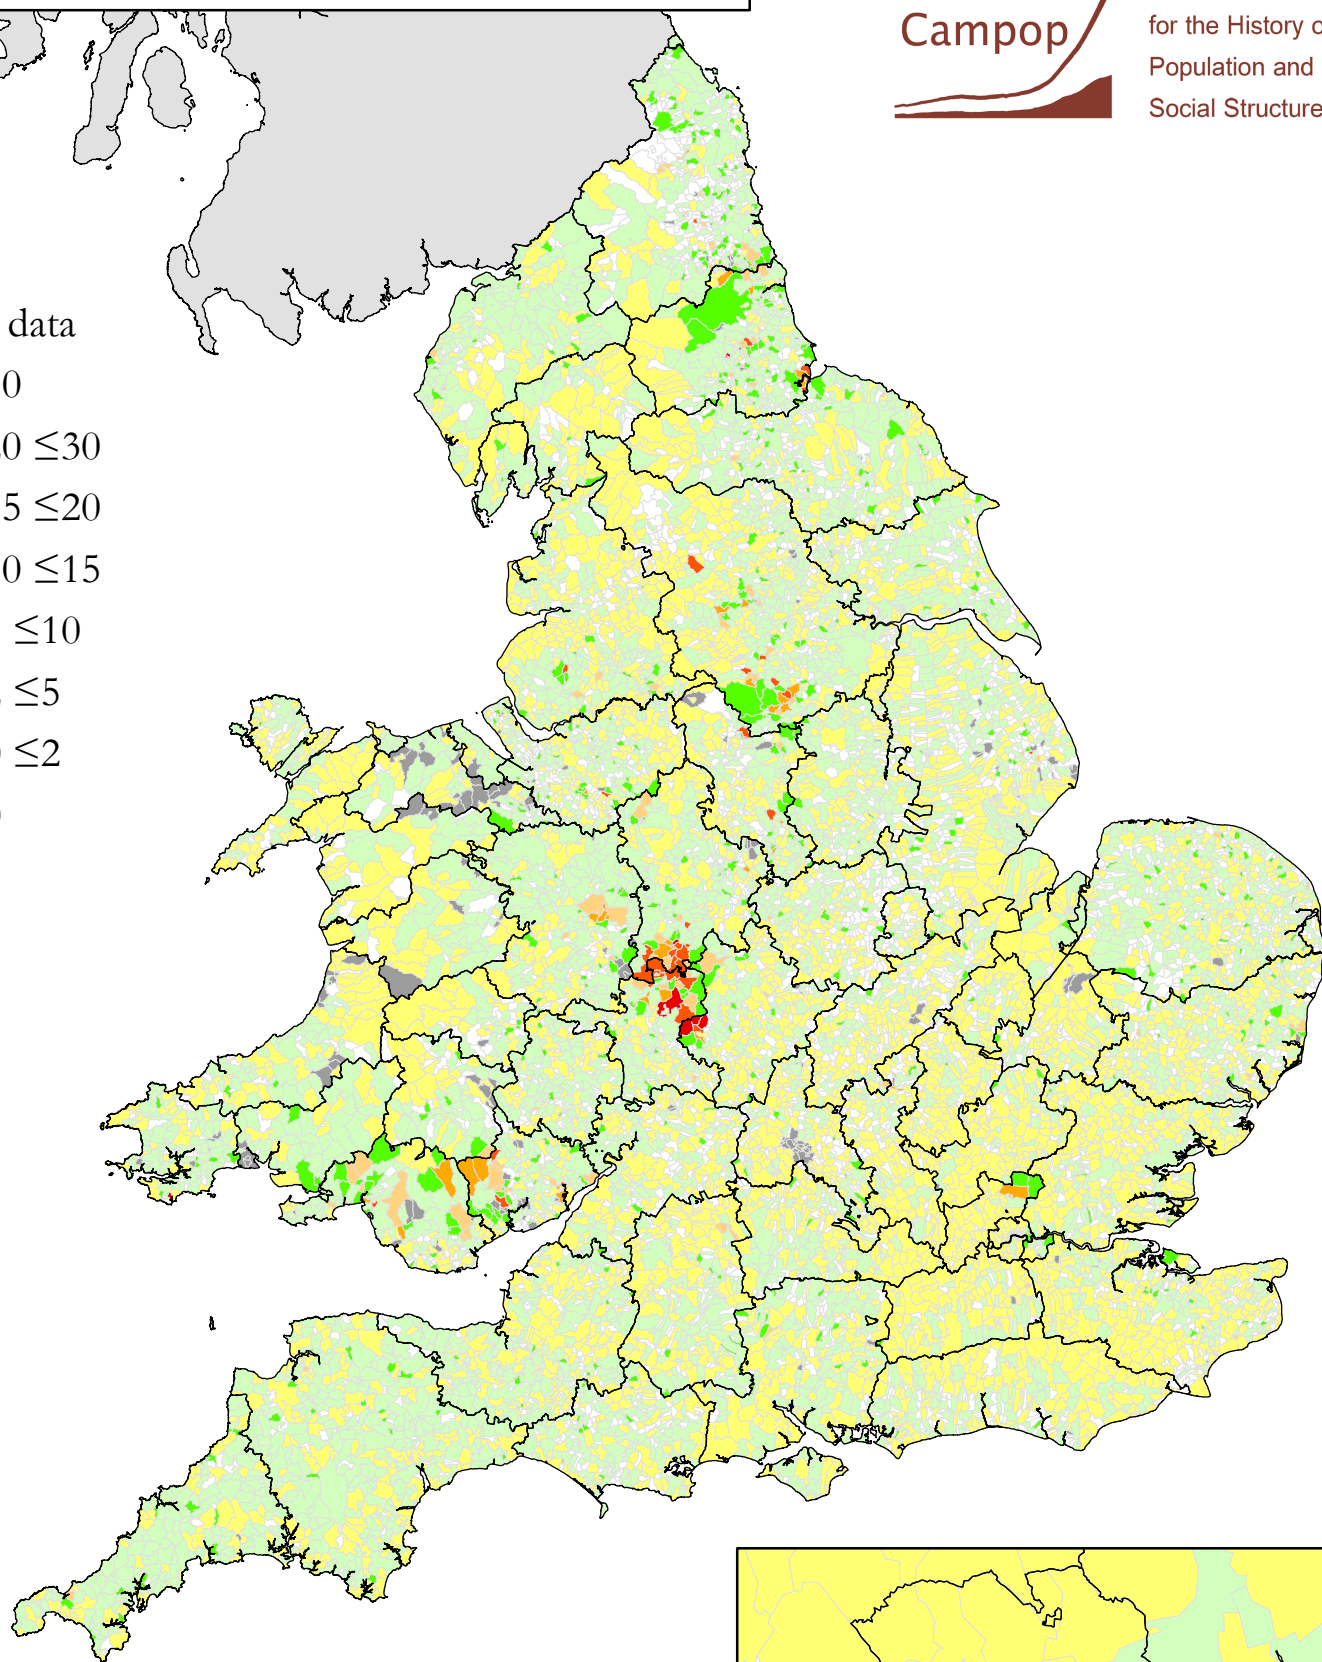 Campop
for the History o
Population and
Social Structure
data
0
0 ≤30
5 ≤20
0 ≤15
≤10
≤5
≤2